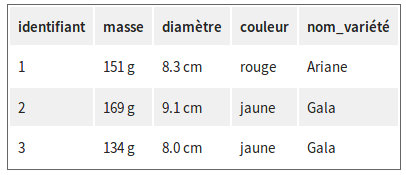 identifiant masse diamètre couleur nom_variété
1 151 g 8.3 cm rouge Ariane
2 169 g 9.1 cm jaune Gala
3 134 g 8.0 cm jaune Gala